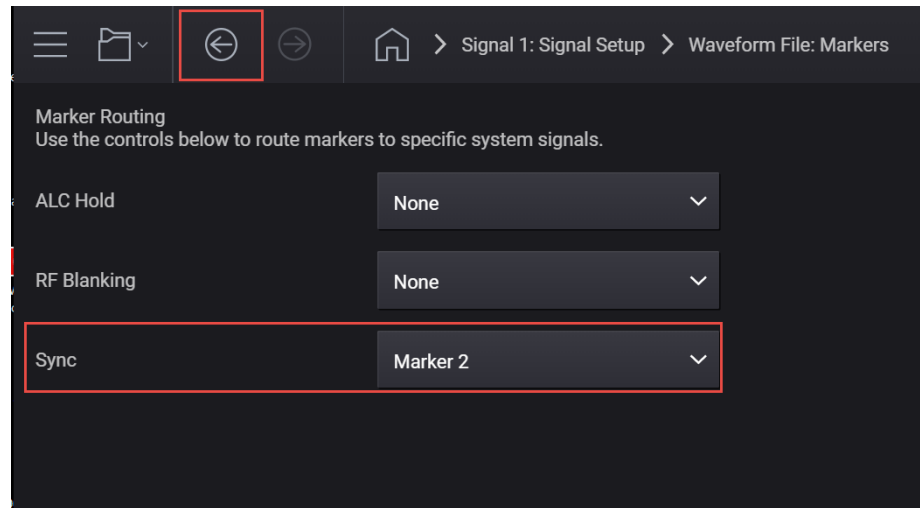 Signal 1: Signal Setup > Waveform File: Markers
Marker Routing
Use the controls below to route markers to specific system signals.
ALC Hold None
RF Blanking None
Sync Marker 2